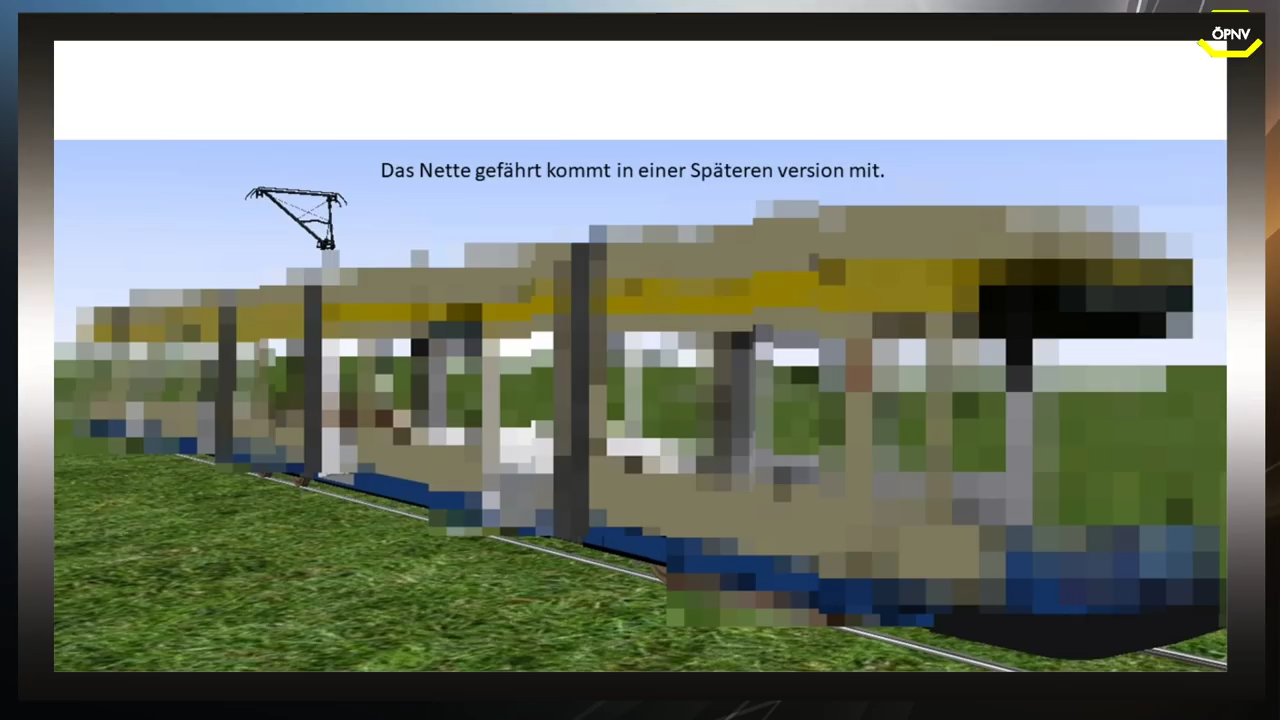 ÖPNV
Das Nette gefährt kommt in einer Späteren version mit.